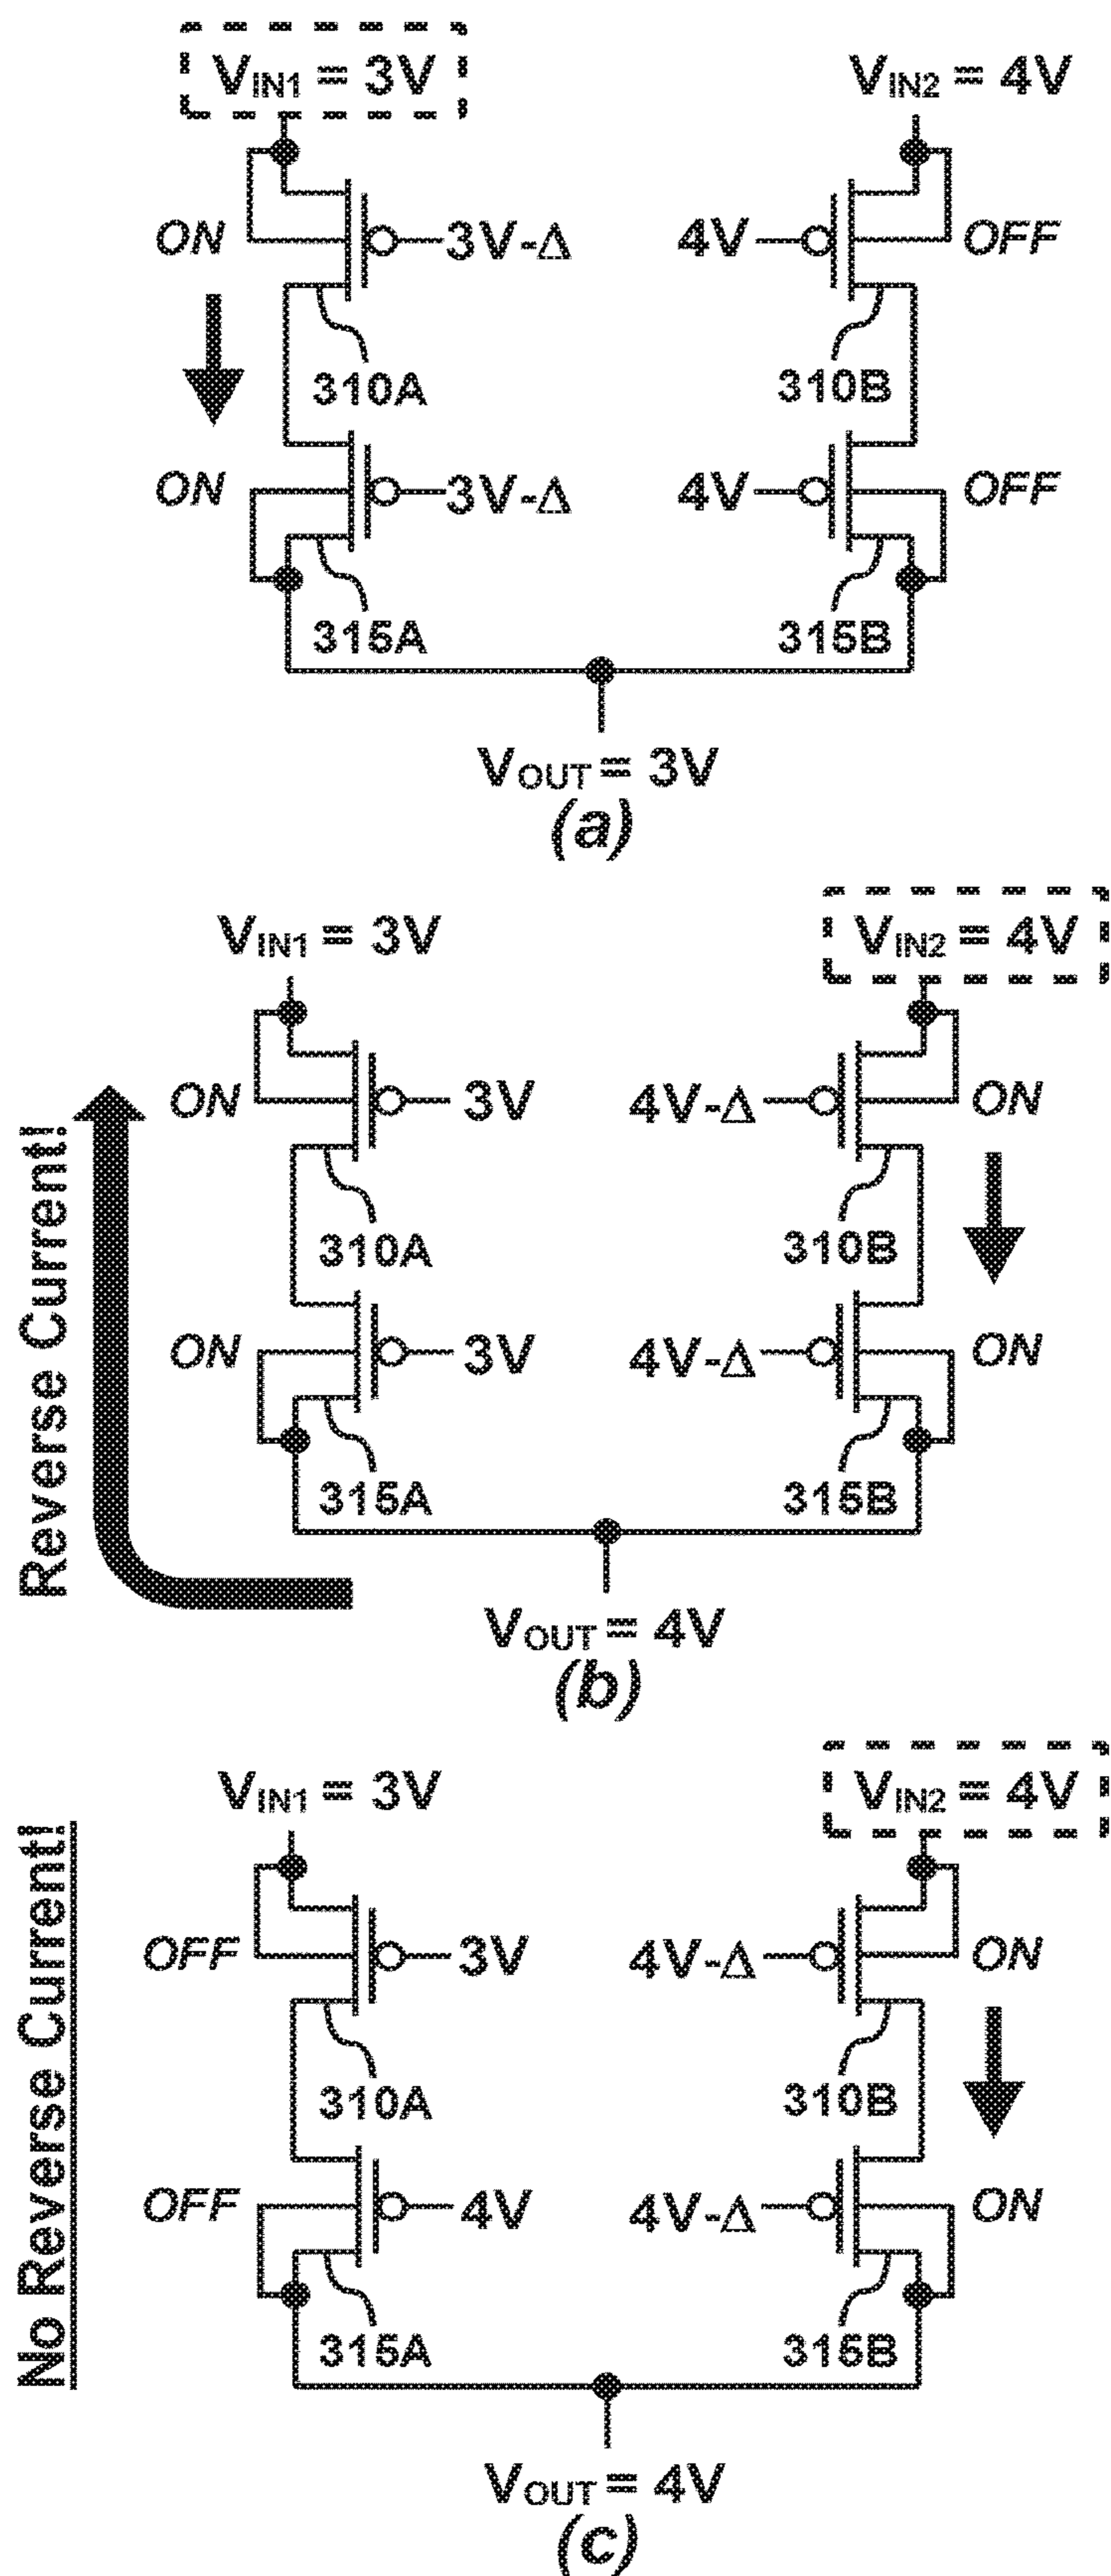 VIN1 = 3V VIN2 = 4V
ON 3V-Δ 4V OFF
310A 310B
ON 3V-Δ 4V OFF
315A 315B
VOUT = 3V
(a)
VIN1 = 3V VIN2 = 4V
Reverse Current!
ON 3V 4V-Δ ON
310A 310B
ON 3V 4V-Δ ON
315A 315B
VOUT = 4V
(b)
VIN1 = 3V VIN2 = 4V
No Reverse Current!
OFF 3V 4V-Δ ON
310A 310B
OFF 4V 4V-Δ ON
315A 315B
VOUT = 4V
(c)